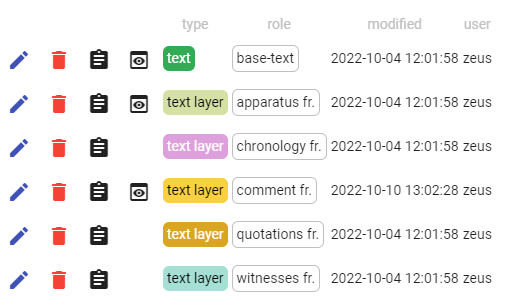 type role modified user
text base-text 2022-10-04 12:01:58 zeus
text layer apparatus fr. 2022-10-04 12:01:58 zeus
text layer chronology fr. 2022-10-04 12:01:58 zeus
text layer comment fr. 2022-10-10 13:02:28 zeus
text layer quotations fr. 2022-10-04 12:01:58 zeus
text layer witnesses fr. 2022-10-04 12:01:58 zeus